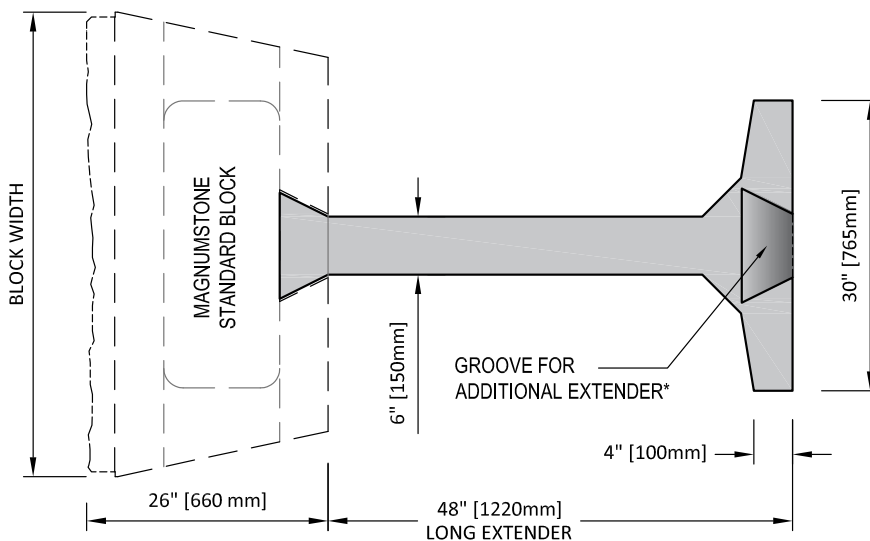 BLOCK WIDTH
MAGNUMSTONE
STANDARD BLOCK
6" [150mm]
GROOVE FOR
ADDITIONAL EXTENDER*
30" [765mm]
4" [100mm]
26" [660 mm]
48" [1220mm]
LONG EXTENDER